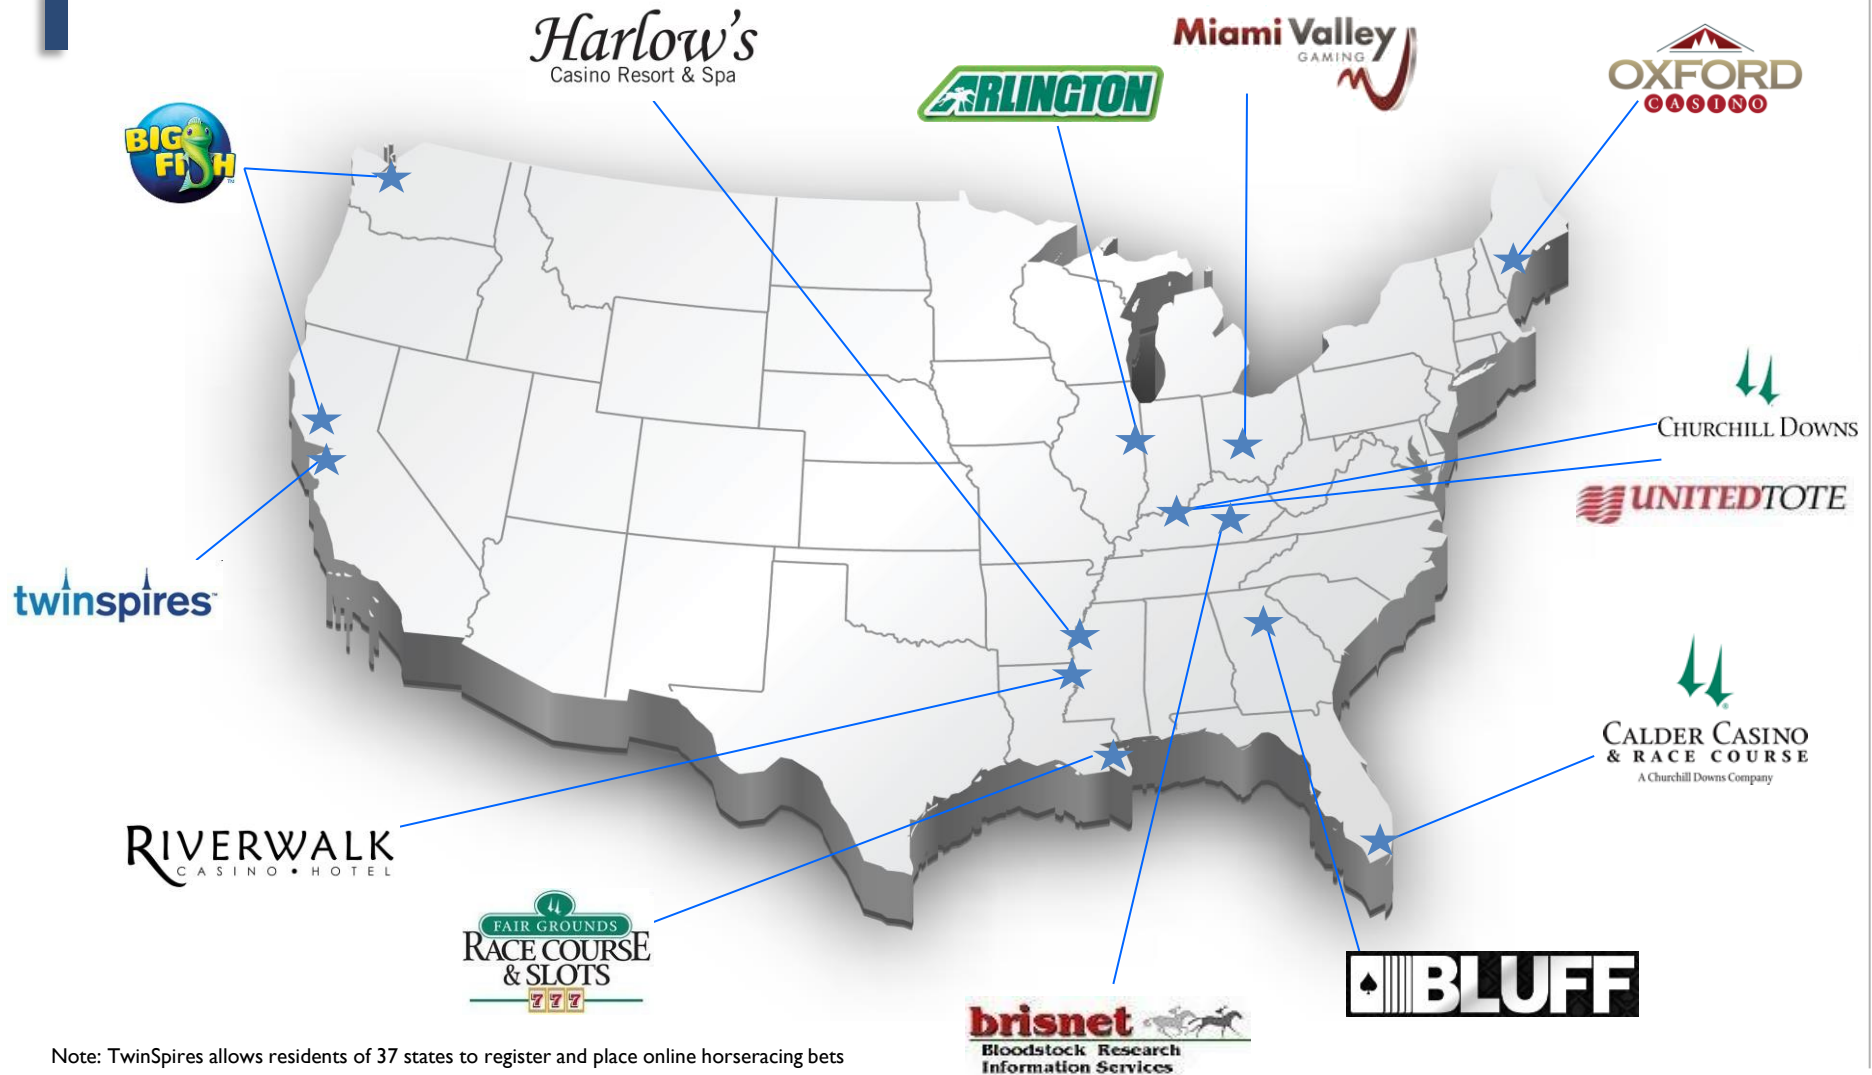 Harlow's
Casino Resort & Spa
Miami Valley
GAMING
ARLINGTON
OXFORD
CASINO
BIG
FISH
™
CHURCHILL DOWNS
UNITEDTOTE
twinspires™
CALDER CASINO
& RACE COURSE
A Churchill Downs Company
RIVERWALK
CASINO • HOTEL
FAIR GROUNDS
RACE COURSE
& SLOTS
777
BLUFF
brisnet
Bloodstock Research
Information Services
Note: TwinSpires allows residents of 37 states to register and place online horseracing bets